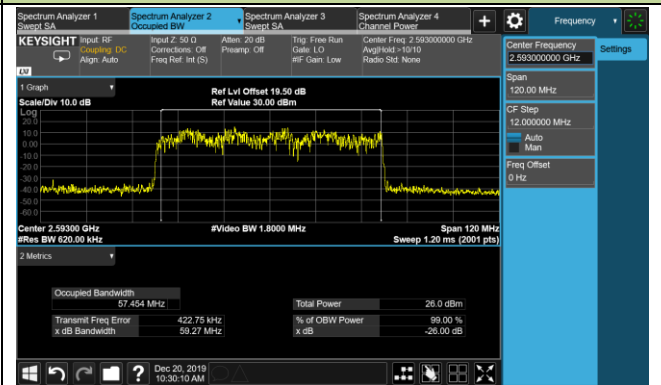 Spectrum Analyzer 1
Swept SA
Spectrum Analyzer 2
Occupied BW
Spectrum Analyzer 3
Swept SA
Spectrum Analyzer 4
Channel Power
+
Frequency
KEYSIGHT
Input: RF
Coupling: DC
Align: Auto
Input Z: 50 Ω
Corrections: Off
Freq Ref: Int (S)
Atten: 20 dB
Preamp: Off
Trig: Free Run
Gate: LO
#IF Gain: Low
Center Freq: 2.593000000 GHz
Avg|Hold:>10/10
Radio Std: None
LXI
1 Graph
Scale/Div 10.0 dB
Ref Lvl Offset 19.50 dB
Ref Value 30.00 dBm
Log
20.0
10.0
0.00
-10.0
-20.0
-30.0
-40.0
-50.0
-60.0
Center 2.59300 GHz
#Res BW 620.00 kHz
#Video BW 1.8000 MHz
Span 120 MHz
Sweep 1.20 ms (2001 pts)
2 Metrics
Occupied Bandwidth
57.454 MHz
Total Power 26.0 dBm
Transmit Freq Error 422.75 kHz
x dB Bandwidth 59.27 MHz
% of OBW Power 99.00 %
x dB -26.00 dB
Center Frequency
2.593000000 GHz
Settings
Span
120.00 MHz
CF Step
12.000000 MHz
Auto
Man
Freq Offset
0 Hz
?
Dec 20, 2019
10:30:10 AM